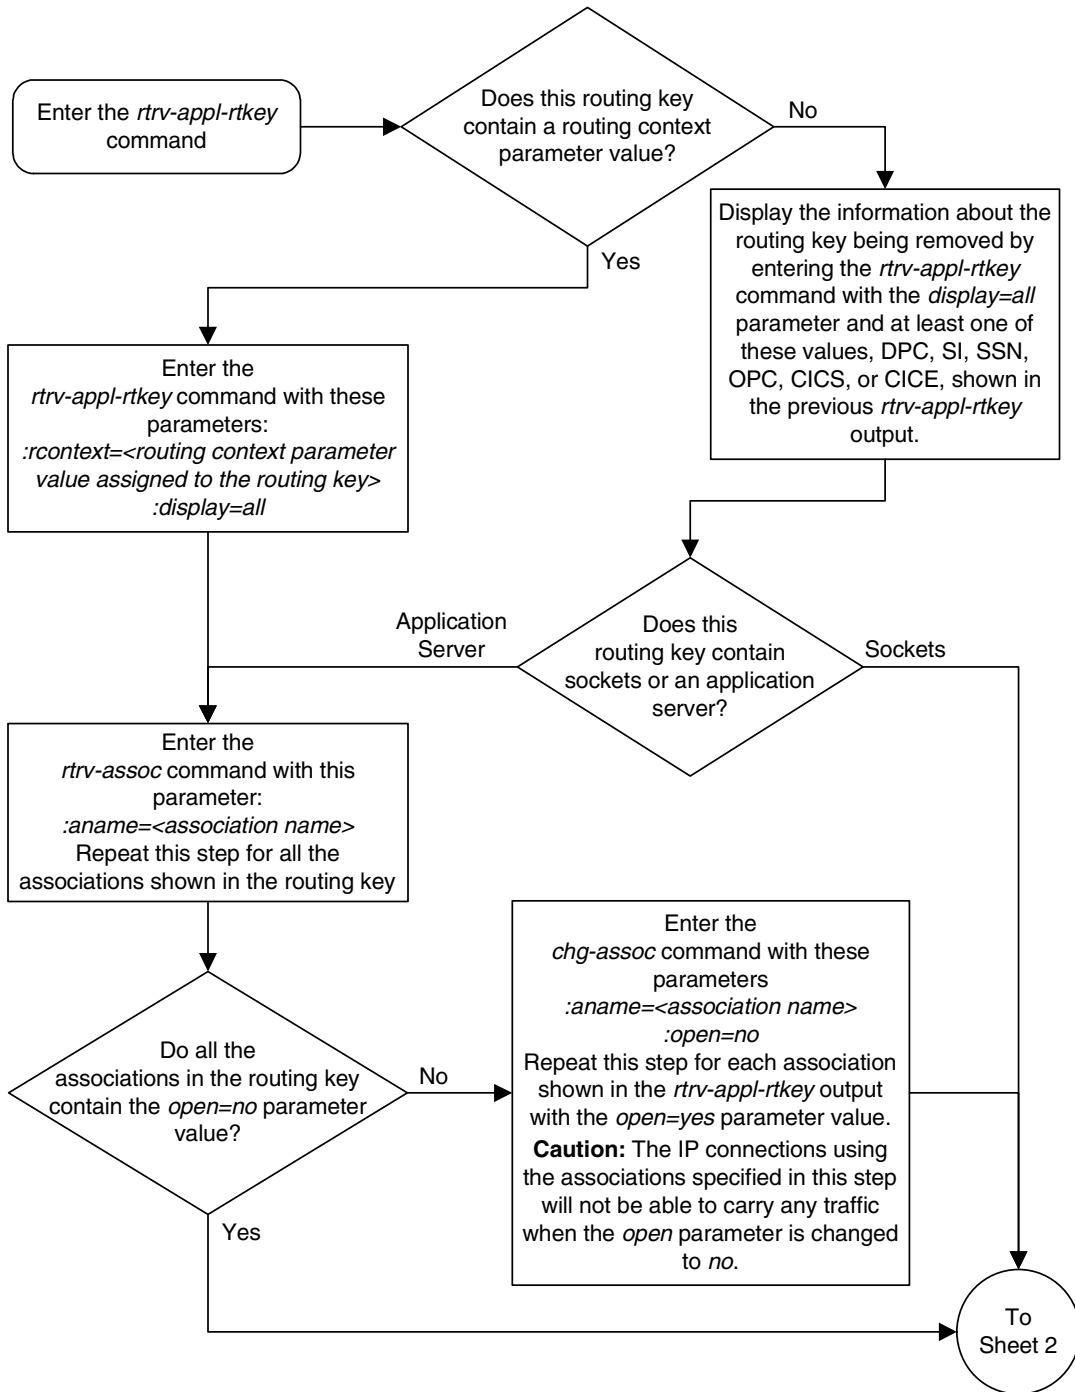 Enter the rtrv-appl-rtkey
command
Does this routing key
contain a routing context
parameter value?
No
Yes
Display the information about the
routing key being removed by
entering the rtrv-appl-rtkey
command with the display=all
parameter and at least one of
these values, DPC, SI, SSN,
OPC, CICS, or CICE, shown in
the previous rtrv-appl-rtkey
output.
Enter the
rtrv-appl-rtkey command with these
parameters:
:rcontext=<routing context parameter
value assigned to the routing key>
:display=all
Does this
routing key contain
sockets or an application
server?
Application
Server
Sockets
Enter the
rtrv-assoc command with this
parameter:
:aname=<association name>
Repeat this step for all the
associations shown in the routing key
Do all the
associations in the routing key
contain the open=no parameter
value?
No
Yes
Enter the
chg-assoc command with these
parameters
:aname=<association name>
:open=no
Repeat this step for each association
shown in the rtrv-appl-rtkey output
with the open=yes parameter value.
Caution: The IP connections using
the associations specified in this step
will not be able to carry any traffic
when the open parameter is changed
to no.
To
Sheet 2